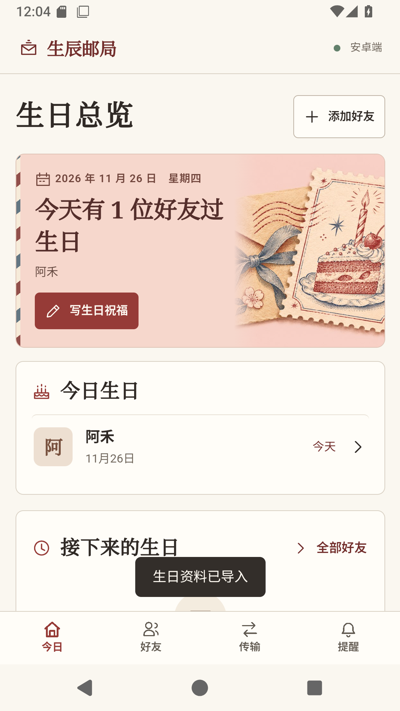 12:04
生辰邮局
安卓端
生日总览
添加好友
2026 年 11 月 26 日 星期四
今天有 1 位好友过
生日
阿禾
写生日祝福
今日生日
阿
阿禾
11月26日
今天
接下来的生日
全部好友
生日资料已导入
今日
好友
传输
提醒